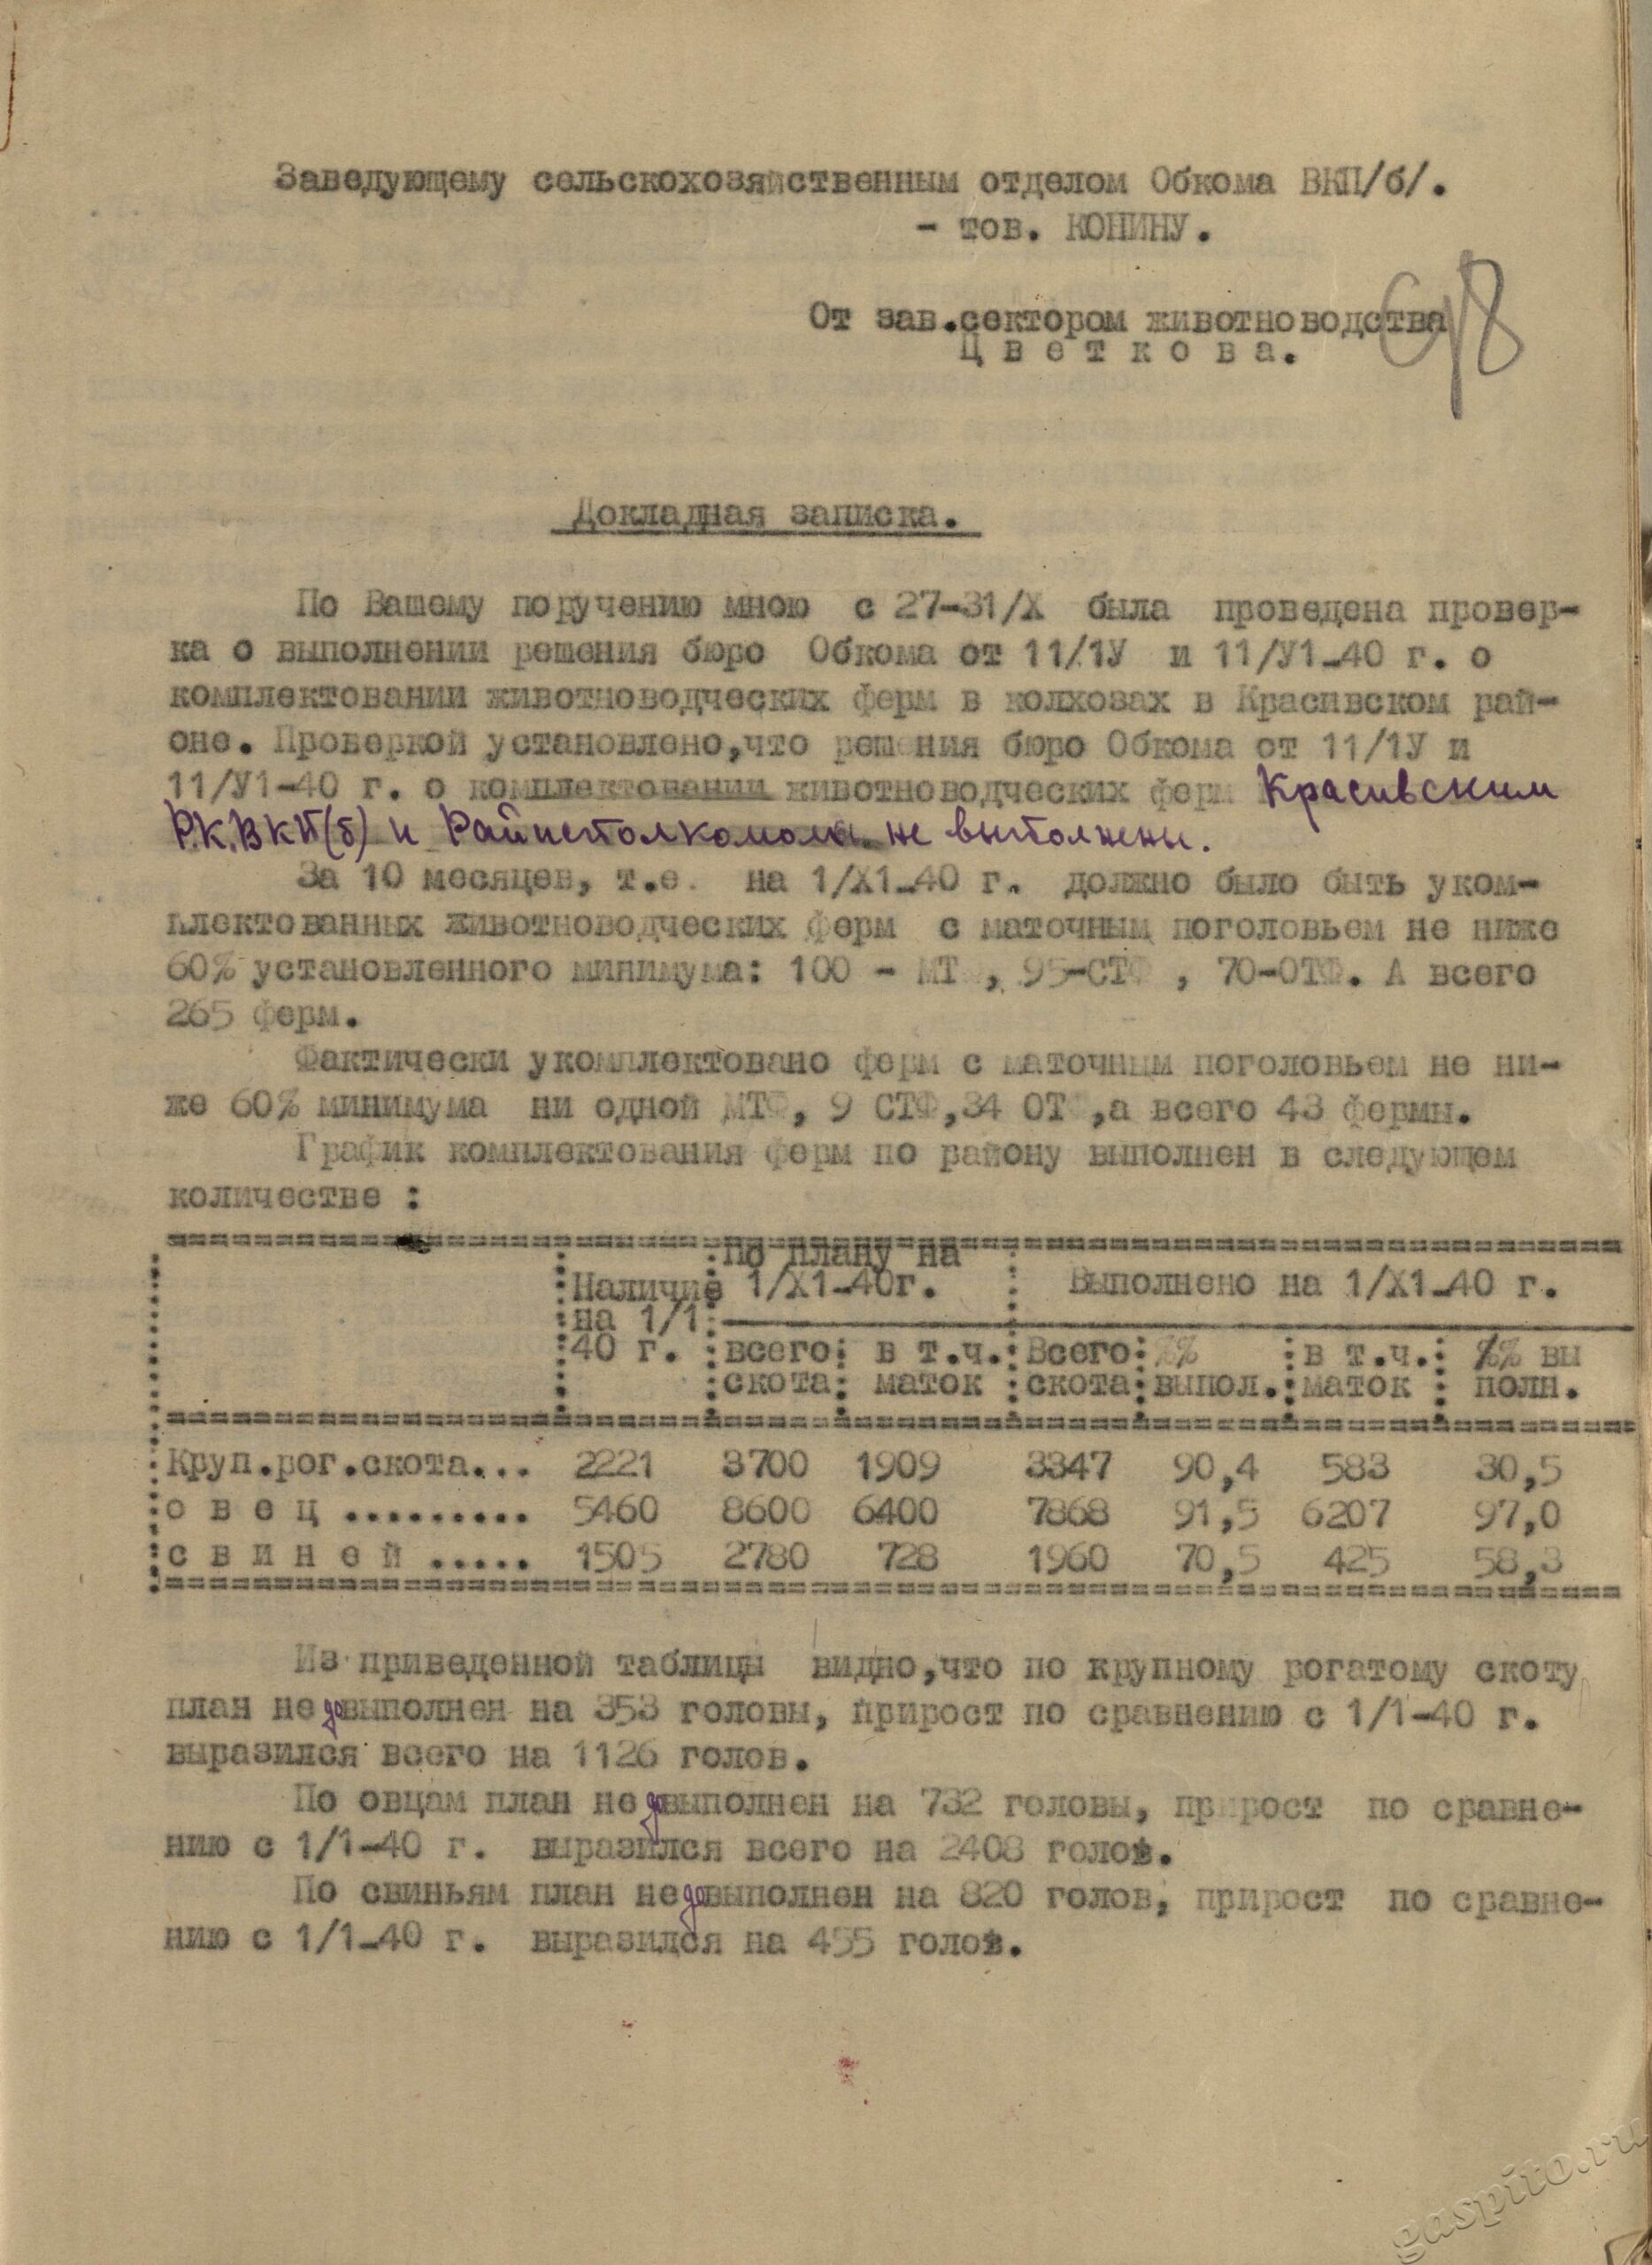 Заведующему сельскохозяйственным отделом Обкома ВКП/б/.
- тов. КОНИНУ.
От зав.сектором животноводства
Ц в е т к о в а.
Докладная записка.
По Вашему поручению мною с 27-31/Х была проведена провер-
ка о выполнении решения бюро Обкома от 11/1У и 11/У1-40 г. о
комплектовании животноводческих ферм в колхозах в Красивском рай-
оне. Проверкой установлено,что решения бюро Обкома от 11/1У и
11/У1-40 г. о комплектовании животноводческих ферм Красивским
Р.К.ВКП(б) и Райисполкомом не выполнены.
За 10 месяцев, т.е. на 1/Х1-40 г. должно было быть уком-
плектованных животноводческих ферм с маточным поголовьем не ниже
60% установленного минимума: 100 - МТФ, 95-СТФ , 70-ОТФ. А всего
265 ферм.
Фактически укомплектовано ферм с маточным поголовьем не ни-
же 60% минимума ни одной МТФ, 9 СТФ,34 ОТФ,а всего 43 фермы.
График комплектования ферм по району выполнен в следующем
количестве :
По плану на
Наличие 1/Х1-40г. Выполнено на 1/Х1-40 г.
на 1/1
40 г. всего в т.ч. Всего %% в т.ч. %% вы
скота маток скота выпол. маток полн.
Круп.рог.скота... 2221 3700 1909 3347 90,4 583 30,5
о в е ц ......... 5460 8600 6400 7868 91,5 6207 97,0
с в и н е й ..... 1505 2780 728 1960 70,5 425 58,3
Из приведенной таблицы видно,что по крупному рогатому скоту
план недовыполнен на 353 головы, прирост по сравнению с 1/1-40 г.
выразился всего на 1126 голов.
По овцам план недовыполнен на 732 головы, прирост по сравне-
нию с 1/1-40 г. выразился всего на 2408 голов.
По свиньям план недовыполнен на 820 голов, прирост по сравне-
нию с 1/1-40 г. выразился на 455 голов.
gaspito.ru